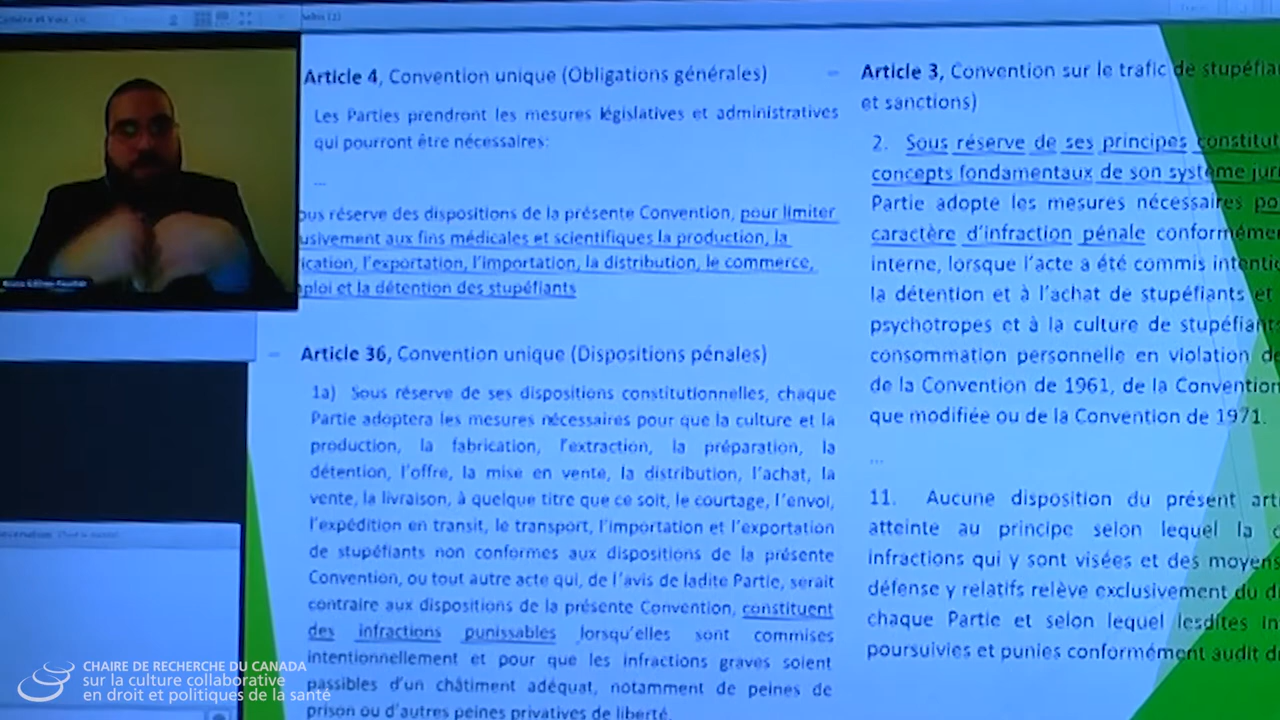 Article 4, Convention unique (Obligations générales)
Les Parties prendront les mesures législatives et administratives
qui pourront être nécessaires:
...
ous réserve des dispositions de la présente Convention, pour limiter
usivement aux fins médicales et scientifiques la production, la
ication, l'exportation, l'importation, la distribution, le commerce,
ploi et la détention des stupéfiants
Article 36, Convention unique (Dispositions pénales)
1a) Sous réserve de ses dispositions constitutionnelles, chaque
Partie adoptera les mesures nécessaires pour que la culture et la
production, la fabrication, l'extraction, la préparation, la
détention, l'offre, la mise en vente, la distribution, l'achat, la
vente, la livraison, à quelque titre que ce soit, le courtage, l'envoi,
l'expédition en transit, le transport, l'importation et l'exportation
de stupéfiants non conformes aux dispositions de la présente
Convention, ou tout autre acte qui, de l'avis de ladite Partie, serait
contraire aux dispositions de la présente Convention, constituent
des infractions punissables lorsqu'elles sont commises
intentionnellement et pour que les infractions graves soient
passibles d'un châtiment adéquat, notamment de peines de
prison ou d'autres peines privatives de liberté.
Article 3, Convention sur le trafic de stupéfia
et sanctions)
2. Sous réserve de ses principes constitut
concepts fondamentaux de son système jur
Partie adopte les mesures nécessaires po
caractère d'infraction pénale conformémen
interne, lorsque l'acte a été commis intentio
la détention et à l'achat de stupéfiants et
psychotropes et à la culture de stupéfiant
consommation personnelle en violation de
de la Convention de 1961, de la Convention
que modifiée ou de la Convention de 1971.
...
11. Aucune disposition du présent arti
atteinte au principe selon lequel la d
infractions qui y sont visées et des moyens
défense y relatifs relève exclusivement du d
chaque Partie et selon lequel lesdites in
poursuivies et punies conformément audit d
CHAIRE DE RECHERCHE DU CANADA
sur la culture collaborative
en droit et politiques de la santé